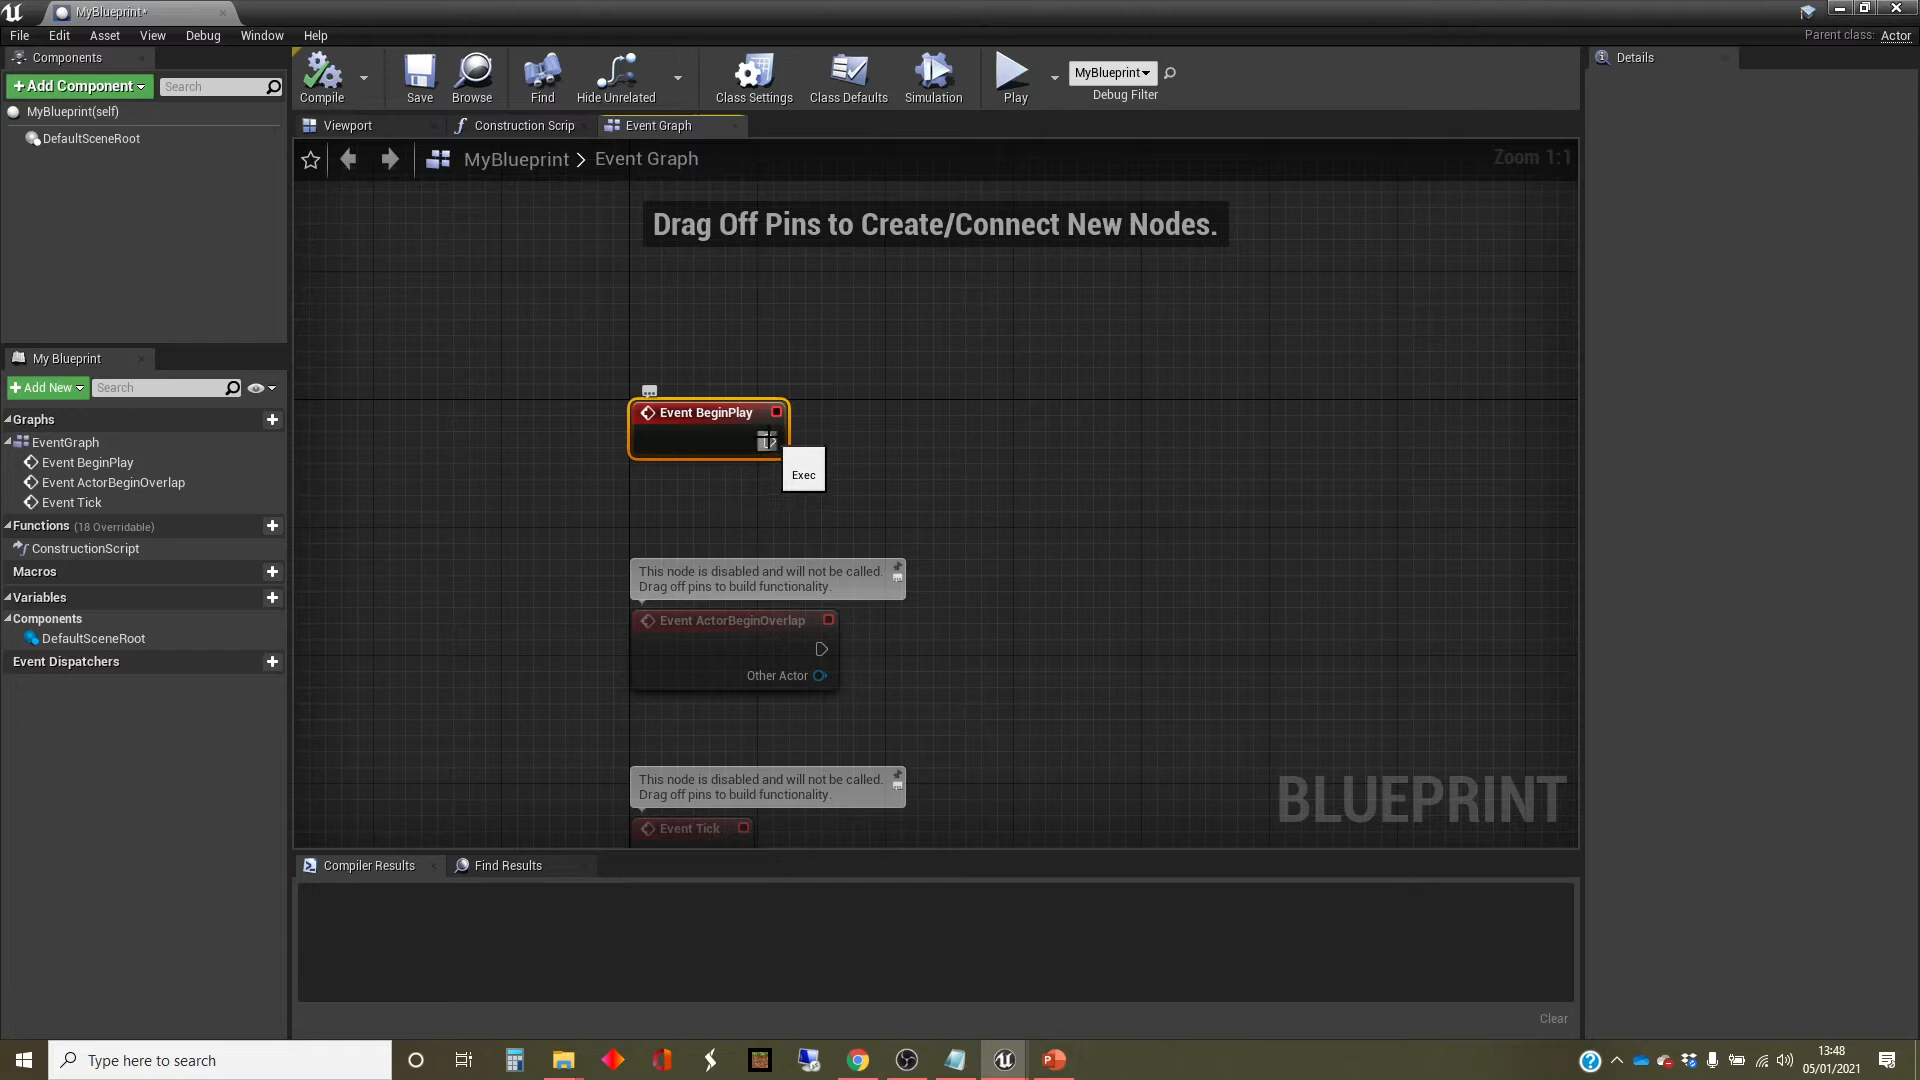 MyBlueprint*
File Edit Asset View Debug Window Help
Parent class: Actor
Components
Add Component
Search
MyBlueprint(self)
DefaultSceneRoot
Compile
Save
Browse
Find
Hide Unrelated
Class Settings
Class Defaults
Simulation
Play
MyBlueprint
Debug Filter
Details
Viewport
Construction Scrip
Event Graph
MyBlueprint > Event Graph
Zoom 1:1
Drag Off Pins to Create/Connect New Nodes.
My Blueprint
Add New
Search
Graphs
EventGraph
Event BeginPlay
Event ActorBeginOverlap
Event Tick
Functions (18 Overridable)
ConstructionScript
Macros
Variables
Components
DefaultSceneRoot
Event Dispatchers
Event BeginPlay
Exec
This node is disabled and will not be called.
Drag off pins to build functionality.
Event ActorBeginOverlap
Other Actor
This node is disabled and will not be called.
Drag off pins to build functionality.
Event Tick
BLUEPRINT
Compiler Results
Find Results
Clear
Type here to search
13:48
05/01/2021